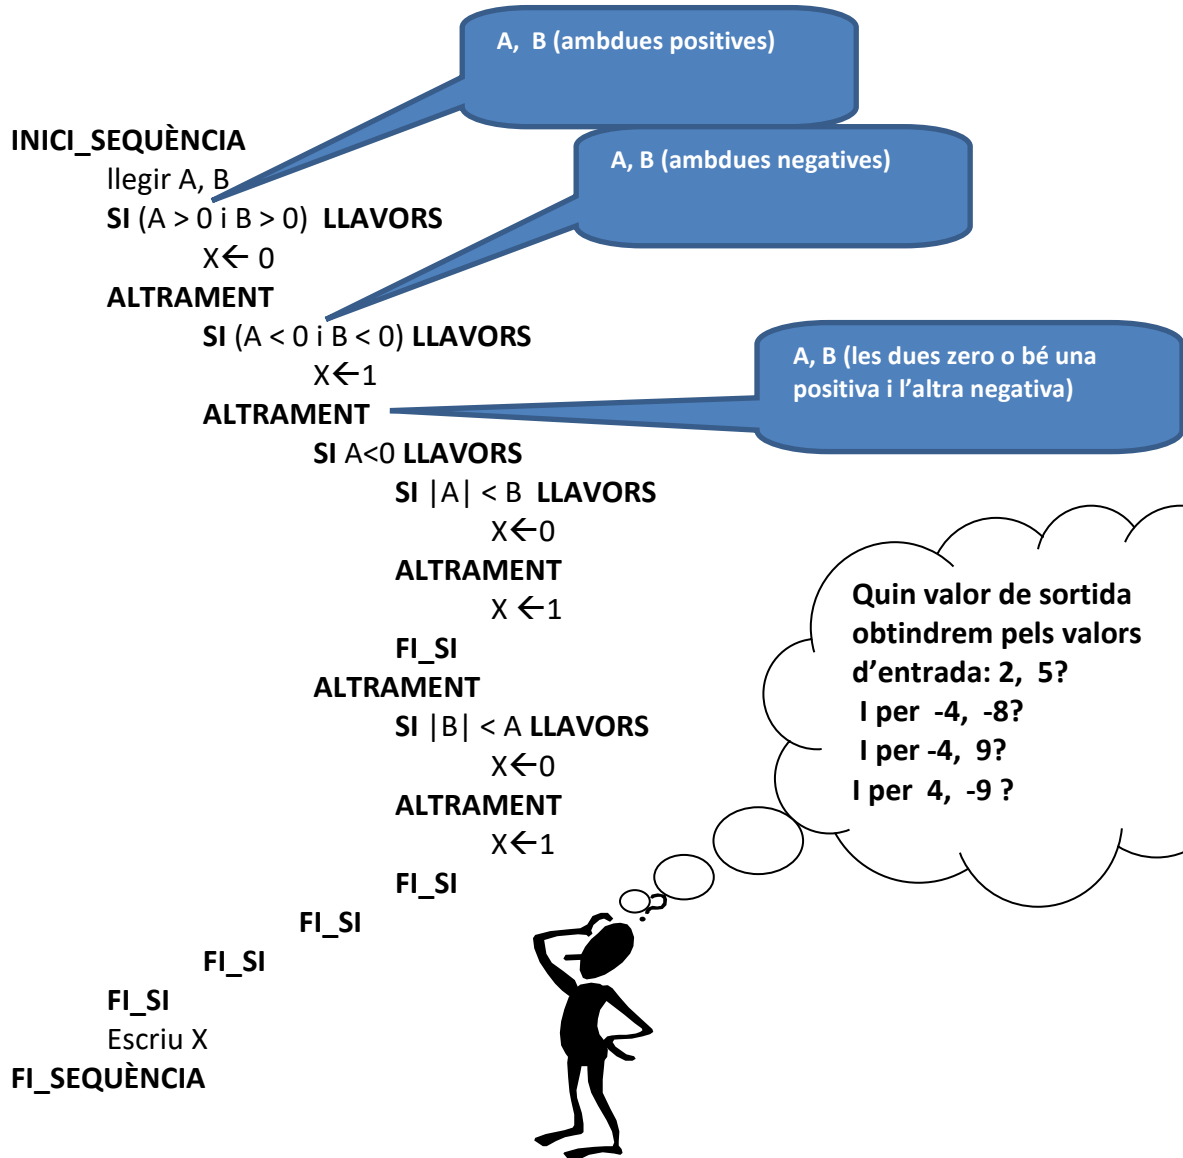 A, B (ambdues positives)
INICI_SEQUÈNCIA
A, B (ambdues negatives)
llegir A, B
SI (A > 0 i B > 0) LLAVORS
X← 0
ALTRAMENT
SI (A < 0 i B < 0) LLAVORS
X←1
A, B (les dues zero o bé una
positiva i l’altra negativa)
ALTRAMENT
SI A<0 LLAVORS
SI |A| < B LLAVORS
X←0
ALTRAMENT
X ←1
FI_SI
ALTRAMENT
SI |B| < A LLAVORS
X←0
ALTRAMENT
X←1
FI_SI
FI_SI
FI_SI
FI_SI
Escriu X
FI_SEQUÈNCIA
Quin valor de sortida
obtindrem pels valors
d’entrada: 2, 5?
I per -4, -8?
I per -4, 9?
I per 4, -9 ?
?